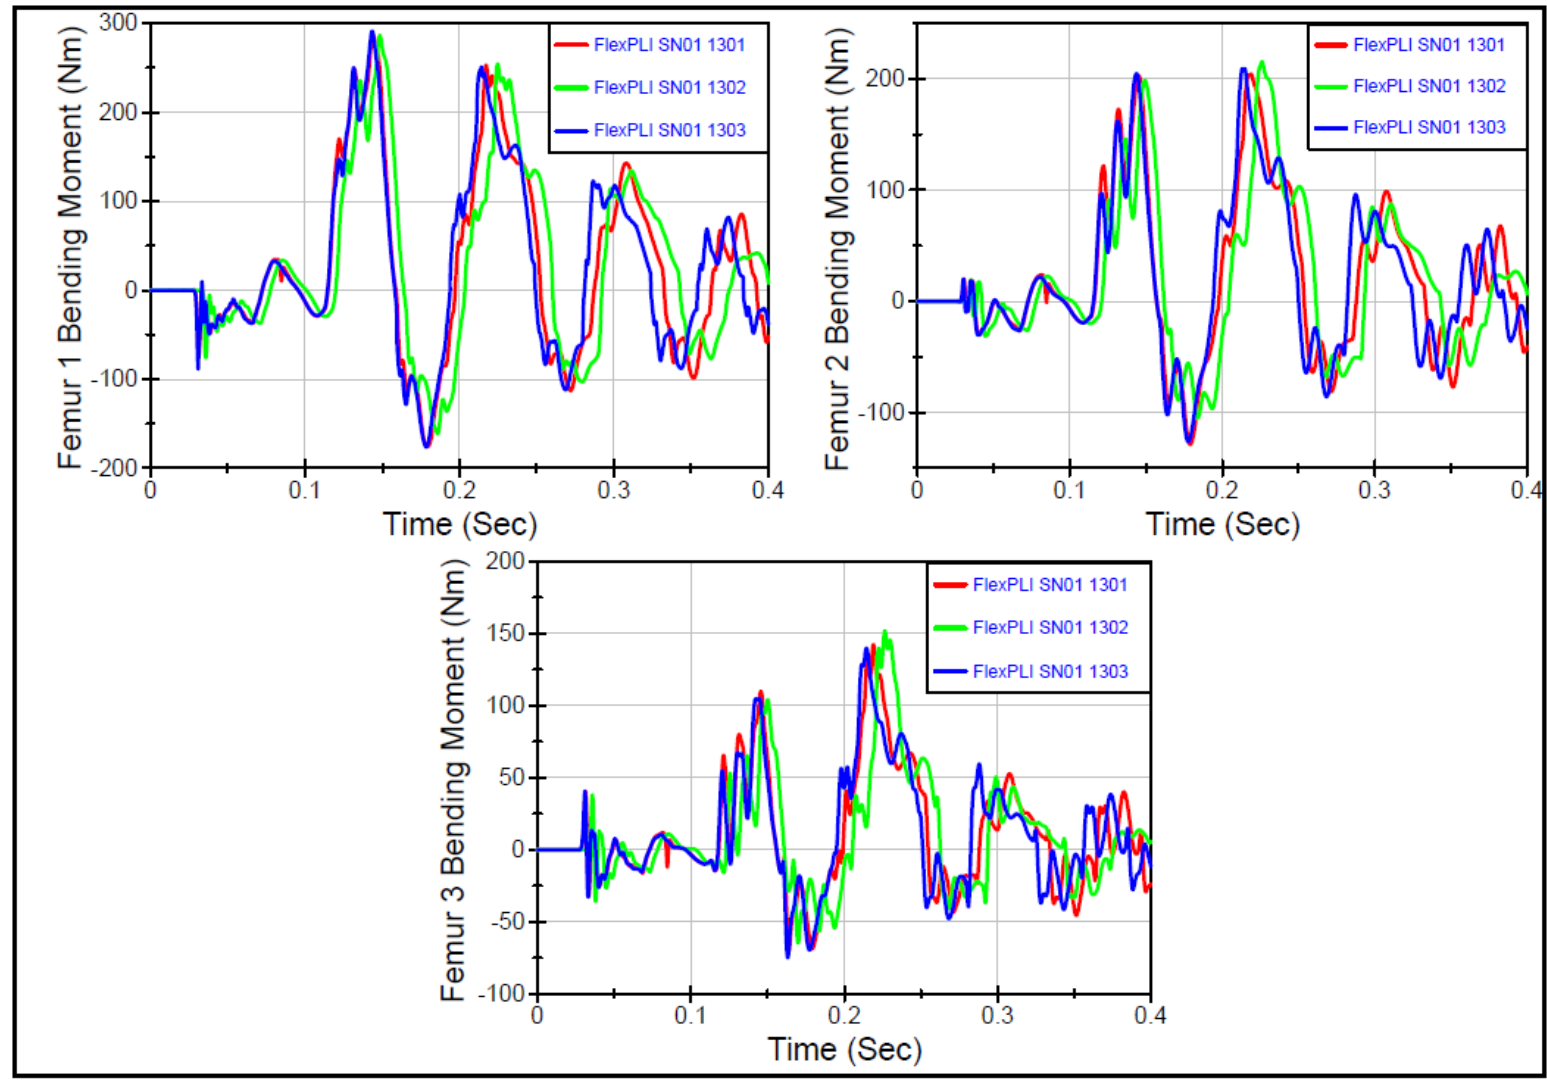 Femur 1 Bending Moment (Nm)
300
200
100
0
-100
-200
0 0.1 0.2 0.3 0.4
Time (Sec)
FlexPLI SN01 1301
FlexPLI SN01 1302
FlexPLI SN01 1303
Femur 2 Bending Moment (Nm)
200
100
0
-100
0 0.1 0.2 0.3 0.4
Time (Sec)
FlexPLI SN01 1301
FlexPLI SN01 1302
FlexPLI SN01 1303
Femur 3 Bending Moment (Nm)
200
150
100
50
0
-50
-100
0 0.1 0.2 0.3 0.4
Time (Sec)
FlexPLI SN01 1301
FlexPLI SN01 1302
FlexPLI SN01 1303